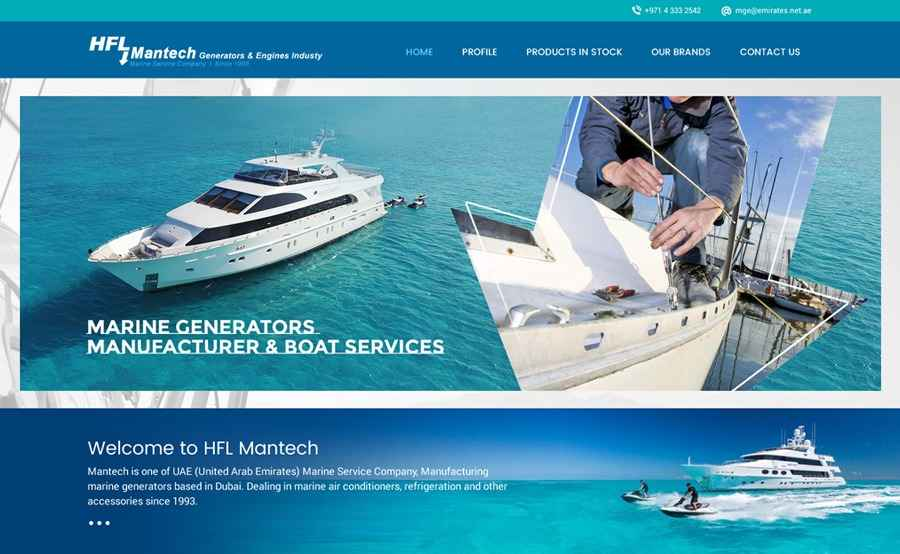 +971 4 333 2542 mge@emirates.net.ae
HFL Mantech Generators & Engines Industy
Marine Service Company | Since 1993
HOME PROFILE PRODUCTS IN STOCK OUR BRANDS CONTACT US
MARINE GENERATORS
MANUFACTURER & BOAT SERVICES
Welcome to HFL Mantech
Mantech is one of UAE (United Arab Emirates) Marine Service Company, Manufacturing
marine generators based in Dubai. Dealing in marine air conditioners, refrigeration and other
accessories since 1993.